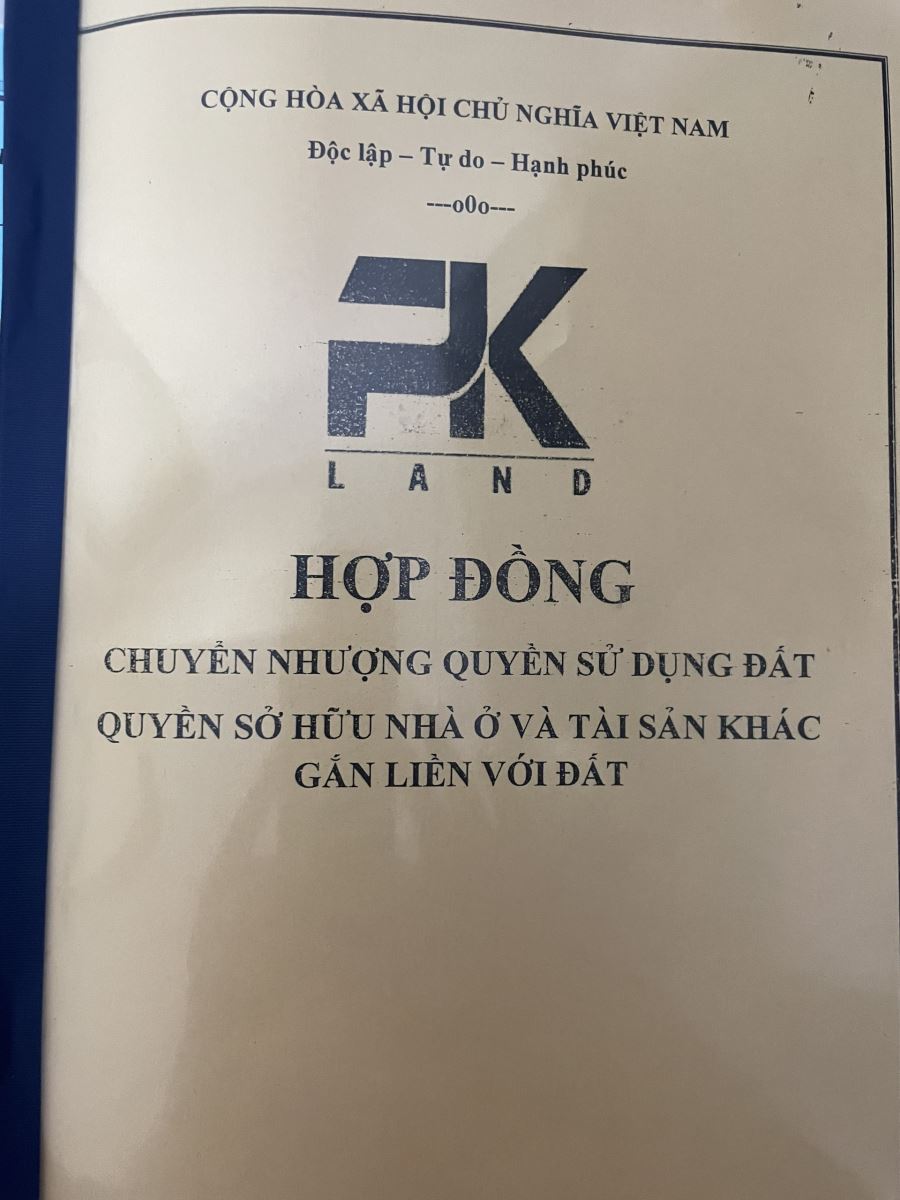 CỘNG HÒA XÃ HỘI CHỦ NGHĨA VIỆT NAM
Độc lập – Tự do – Hạnh phúc
---o0o---
PK
LAND
HỢP ĐỒNG
CHUYỂN NHƯỢNG QUYỀN SỬ DỤNG ĐẤT
QUYỀN SỞ HỮU NHÀ Ở VÀ TÀI SẢN KHÁC
GẮN LIỀN VỚI ĐẤT